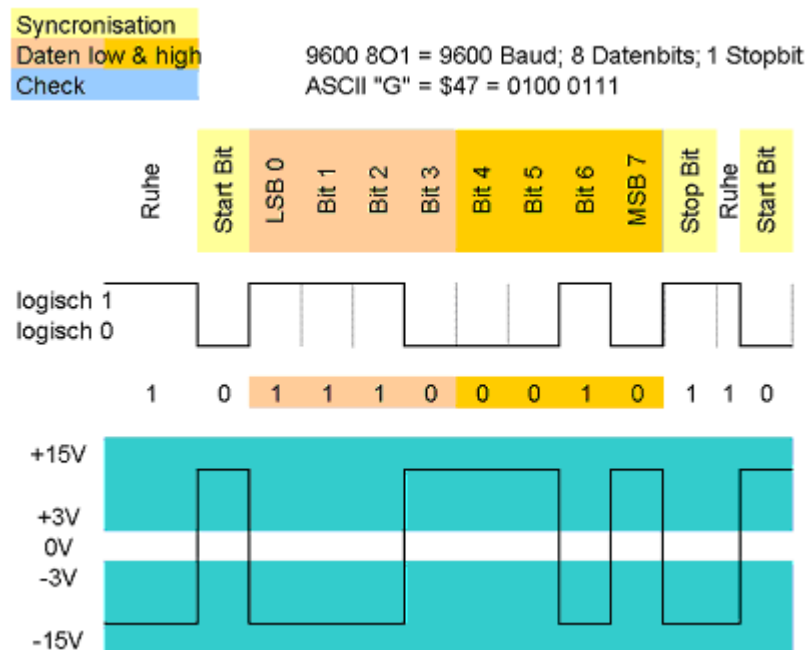 Syncronisation
Daten low & high
Check
9600 8O1 = 9600 Baud; 8 Datenbits; 1 Stopbit
ASCII "G" = $47 = 0100 0111
Ruhe
Start Bit
LSB 0
Bit 1
Bit 2
Bit 3
Bit 4
Bit 5
Bit 6
MSB 7
Stop Bit
Ruhe
Start Bit
logisch 1
logisch 0
1 0 1 1 1 0 0 0 1 0 1 1 0
+15V
+3V
0V
-3V
-15V